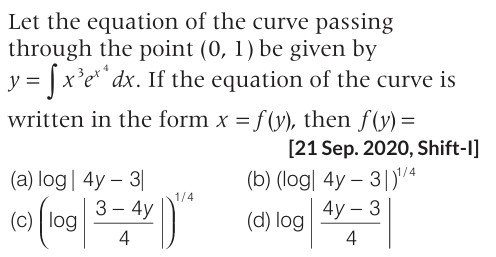 Let the equation of the curve passing
through the point (0, 1) be given by
y = ∫ x³eˣ⁴ dx. If the equation of the curve is
written in the form x = f(y), then f(y) =
[21 Sep. 2020, Shift-I]
(a) log| 4y – 3| (b) (log| 4y – 3|)^1/4
(c) (log | (3 – 4y)/4 |)^1/4 (d) log | (4y – 3)/4 |